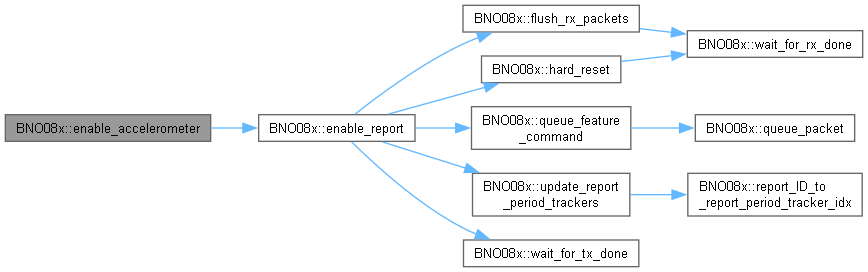 BNO08x::enable_accelerometer
BNO08x::enable_report
BNO08x::flush_rx_packets
BNO08x::hard_reset
BNO08x::queue_feature
_command
BNO08x::update_report
_period_trackers
BNO08x::wait_for_tx_done
BNO08x::wait_for_rx_done
BNO08x::queue_packet
BNO08x::report_ID_to
_report_period_tracker_idx